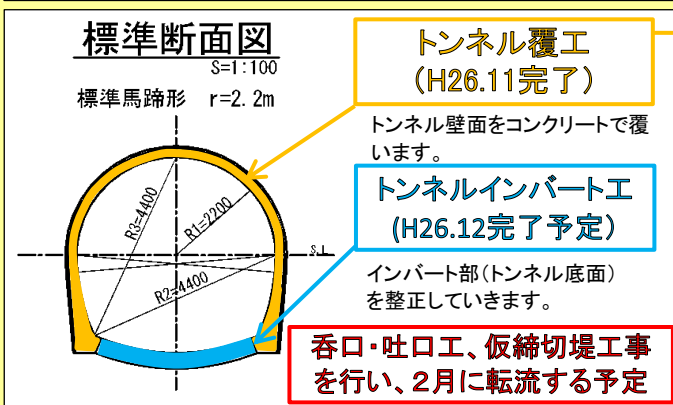 標準断面図
S=1:100
標準馬蹄形 r=2.2m
R3=4400
R1=2200
R2=4400
S.L
トンネル覆工
(H26.11完了)
トンネル壁面をコンクリートで覆
います。
トンネルインバート工
(H26.12完了予定)
インバート部(トンネル底面)
を整正していきます。
呑口・吐口工、仮締切堤工事
を行い、2月に転流する予定